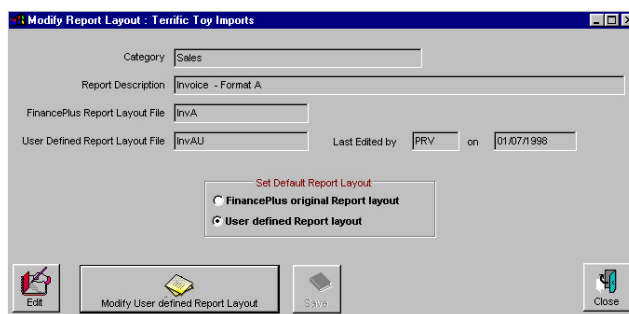 Modify Report Layout : Terrific Toy Imports
Category Sales
Report Description Invoice - Format A
FinancePlus Report Layout File InvA
User Defined Report Layout File InvAU Last Edited by PRV on 01/07/1998
Set Default Report Layout
FinancePlus original Report layout
User defined Report layout
Edit Modify User defined Report Layout Save Close